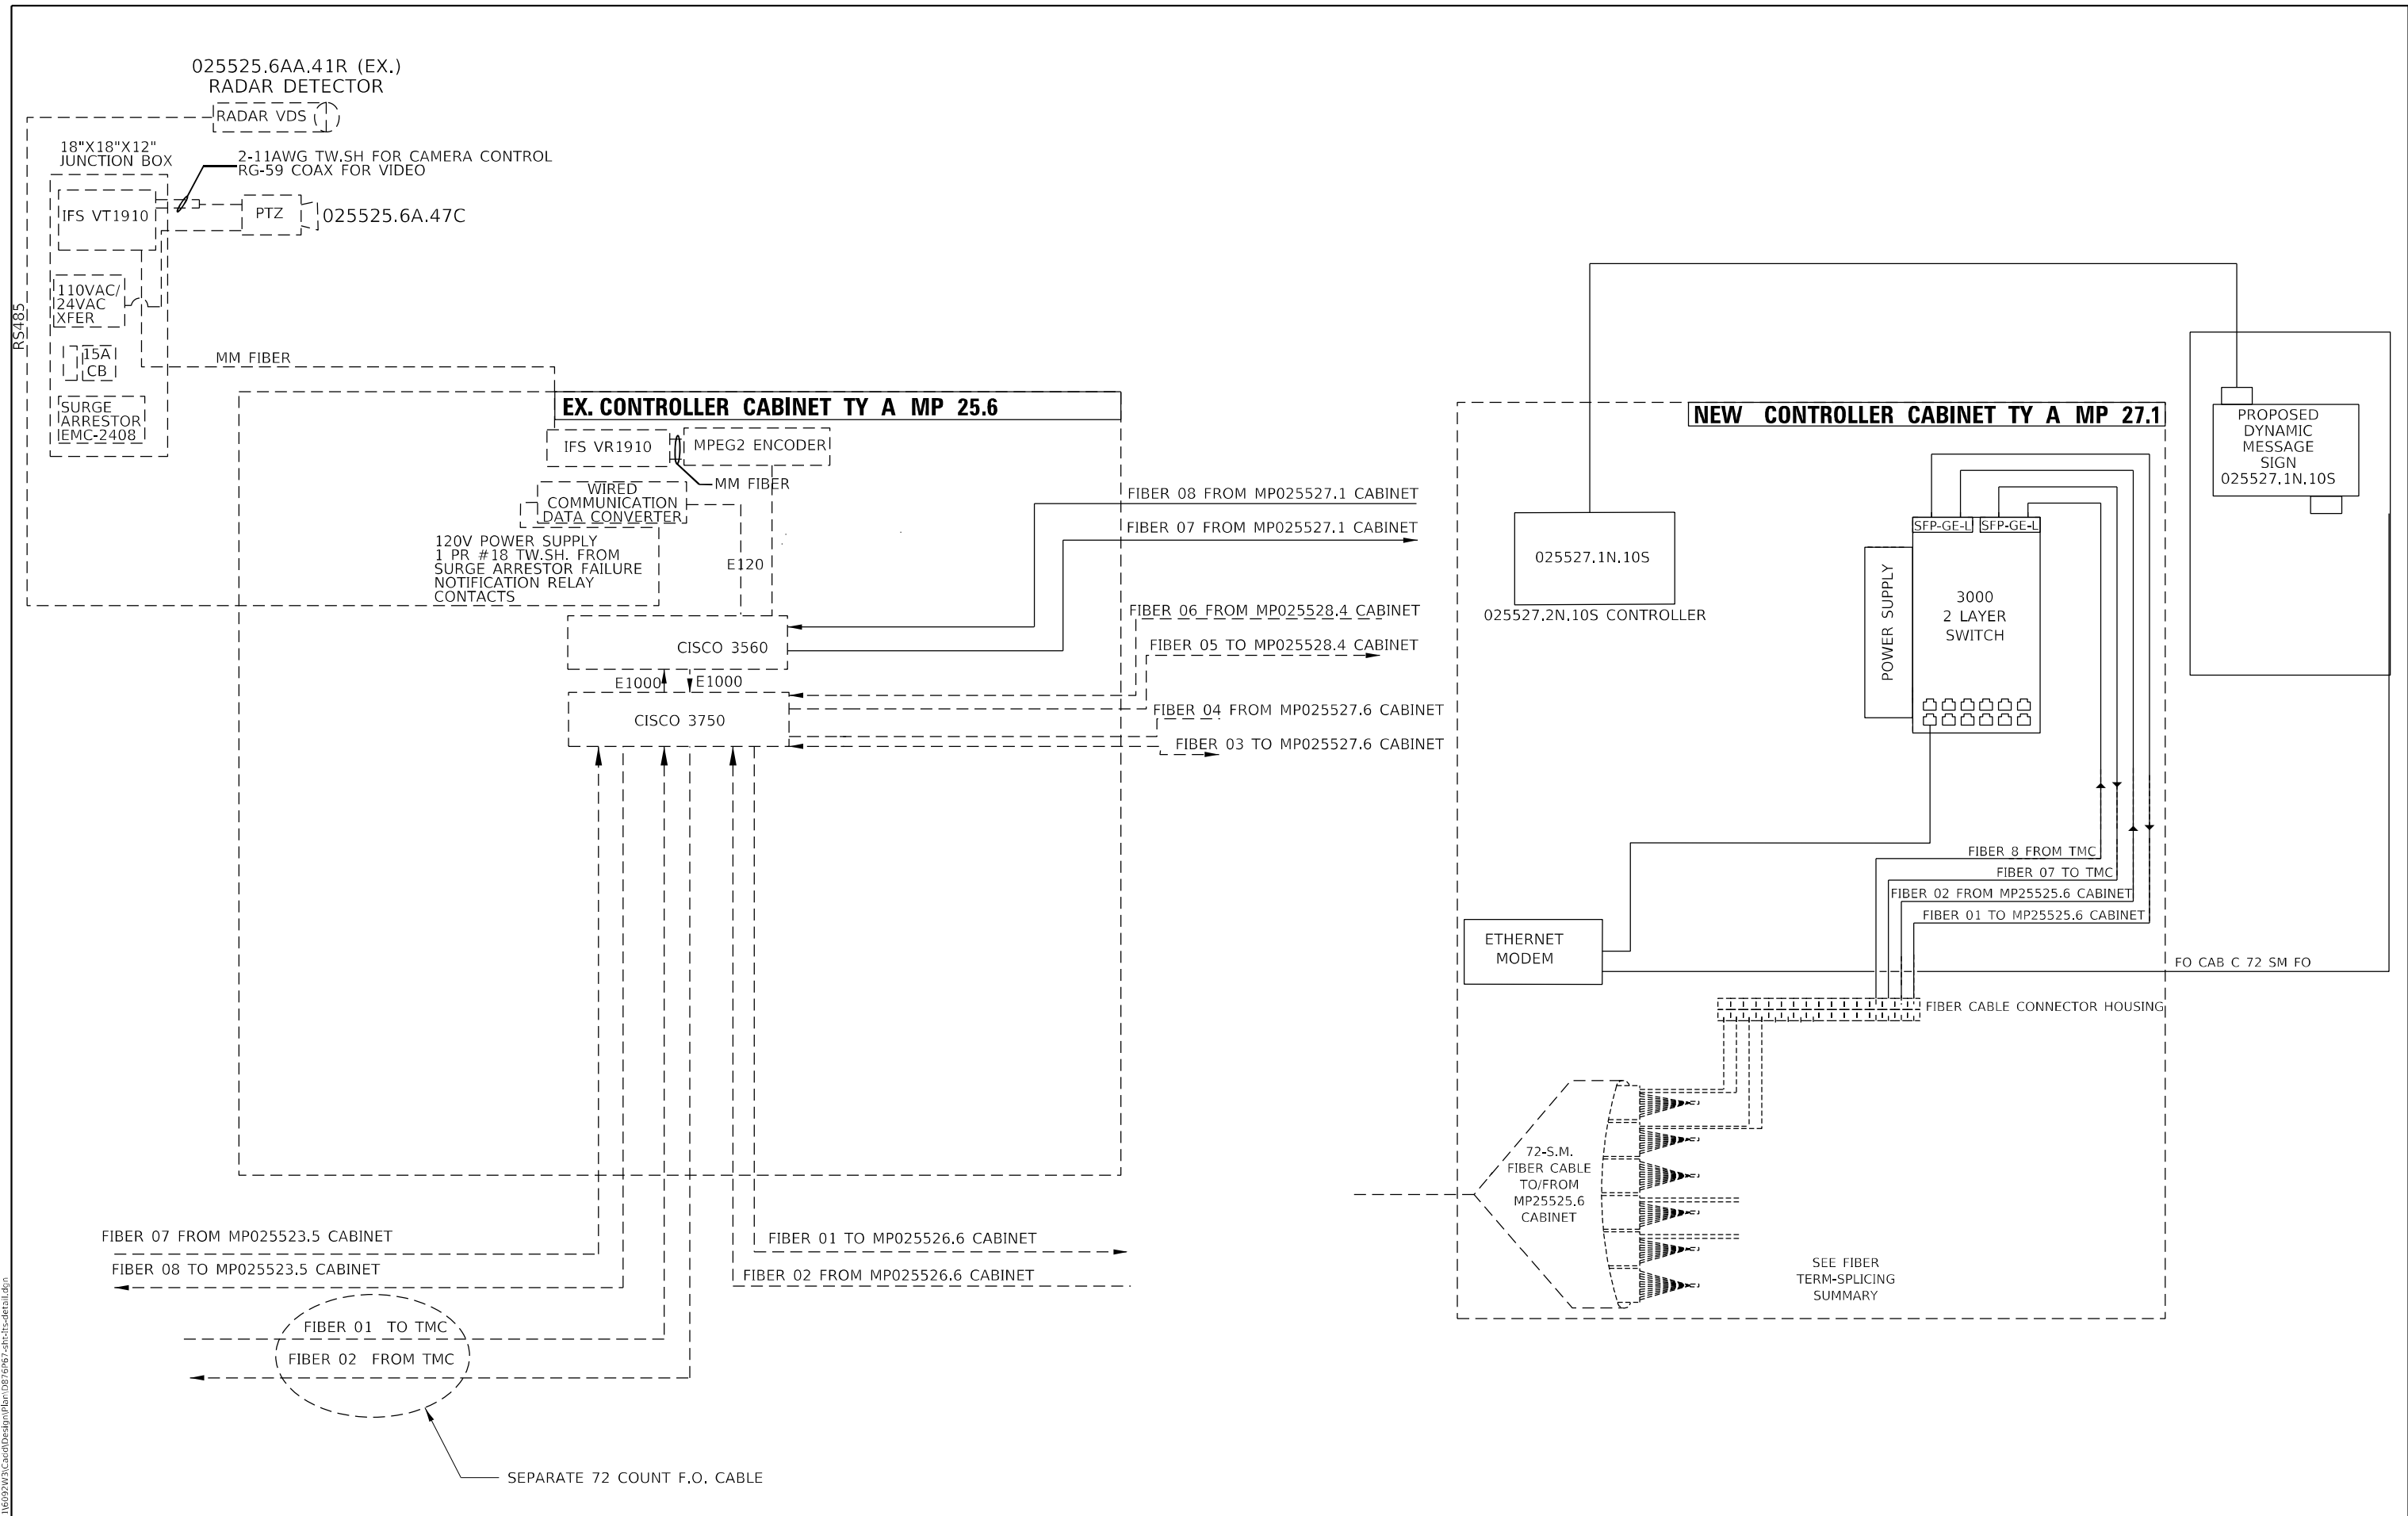 025525.6AA.41R (EX.)
RADAR DETECTOR
RADAR VDS
18"X18"X12"
JUNCTION BOX
2-11AWG TW.SH FOR CAMERA CONTROL
RG-59 COAX FOR VIDEO
IFS VT1910
PTZ
025525.6A.47C
110VAC/
24VAC
XFER
RS485
15A
CB
MM FIBER
SURGE
ARRESTOR
EMC-2408
EX. CONTROLLER CABINET TY A MP 25.6
IFS VR1910
MPEG2 ENCODER
MM FIBER
WIRED
COMMUNICATION
DATA CONVERTER
120V POWER SUPPLY
1 PR #18 TW.SH. FROM
SURGE ARRESTOR FAILURE
NOTIFICATION RELAY
CONTACTS
E120
CISCO 3560
E1000
E1000
CISCO 3750
FIBER 08 FROM MP025527.1 CABINET
FIBER 07 FROM MP025527.1 CABINET
FIBER 06 FROM MP025528.4 CABINET
FIBER 05 TO MP025528.4 CABINET
FIBER 04 FROM MP025527.6 CABINET
FIBER 03 TO MP025527.6 CABINET
FIBER 07 FROM MP025523.5 CABINET
FIBER 08 TO MP025523.5 CABINET
FIBER 01 TO MP025526.6 CABINET
FIBER 02 FROM MP025526.6 CABINET
FIBER 01 TO TMC
FIBER 02 FROM TMC
SEPARATE 72 COUNT F.O. CABLE
NEW CONTROLLER CABINET TY A MP 27.1
PROPOSED
DYNAMIC
MESSAGE
SIGN
025527.1N.10S
025527.1N.10S
025527.2N.10S CONTROLLER
SFP-GE-L
SFP-GE-L
POWER SUPPLY
3000
2 LAYER
SWITCH
FIBER 8 FROM TMC
FIBER 07 TO TMC
FIBER 02 FROM MP25525.6 CABINET
FIBER 01 TO MP25525.6 CABINET
ETHERNET
MODEM
FO CAB C 72 SM FO
FIBER CABLE CONNECTOR HOUSING
72-S.M.
FIBER CABLE
TO/FROM
MP25525.6
CABINET
SEE FIBER
TERM-SPLICING
SUMMARY
1\6092W3\Cadd\Design\Plan\D876P67-sht-its-detail.dgn